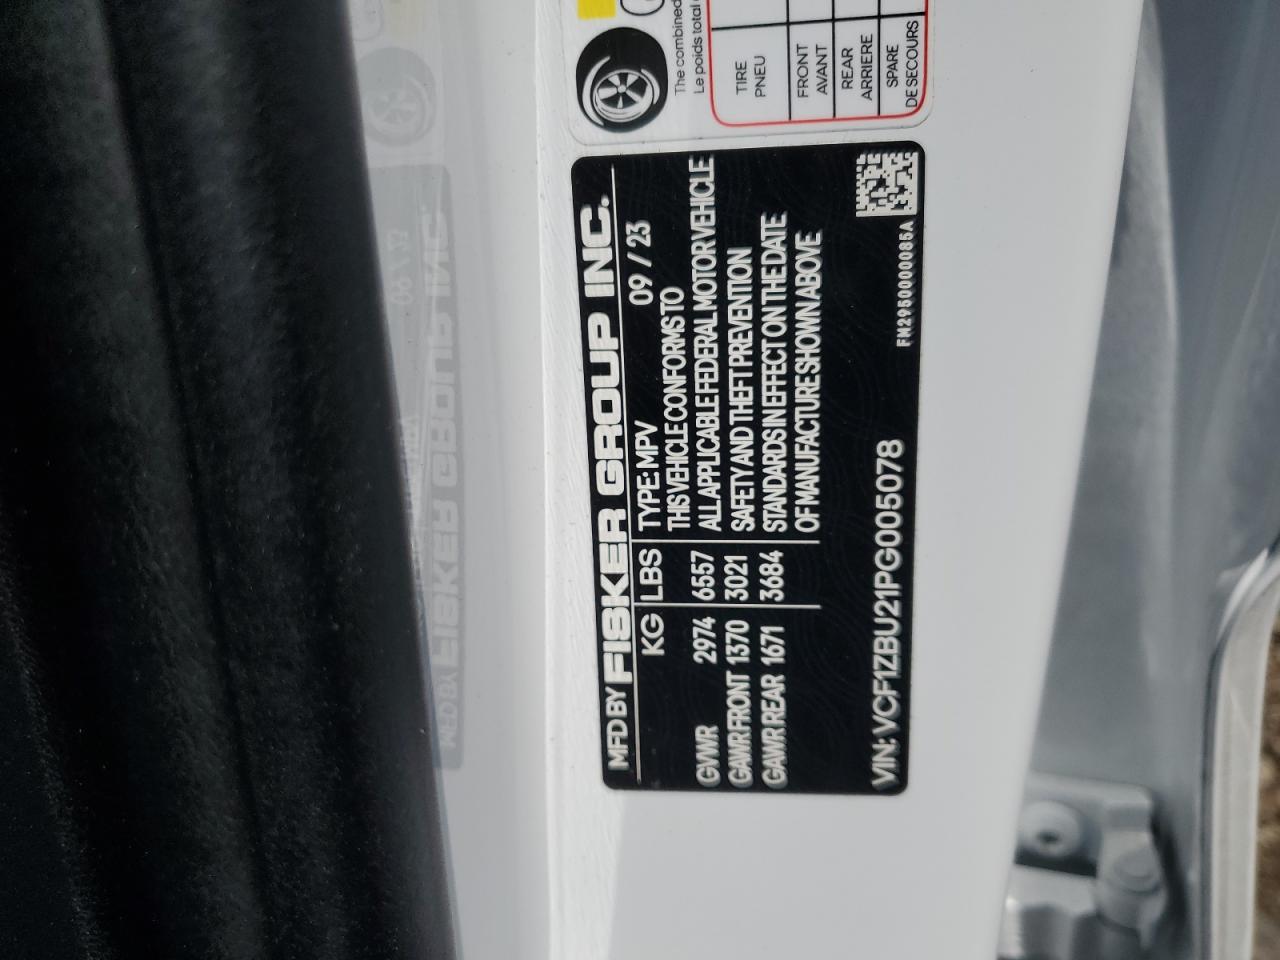 The combined
Le poids total
TIRE
PNEU
FRONT
AVANT
REAR
ARRIERE
SPARE
DE SECOURS
MFD BY FISKER GROUP INC.
KG LBS TYPE: MPV 09 / 23
GVWR 2974 6557
GAWR FRONT 1370 3021
GAWR REAR 1671 3684
THIS VEHICLE CONFORMS TO
ALL APPLICABLE FEDERAL MOTOR VEHICLE
SAFETY AND THEFT PREVENTION
STANDARDS IN EFFECT ON THE DATE
OF MANUFACTURE SHOWN ABOVE
VIN: VCF1ZBU21PG005078
FM29S0000085A